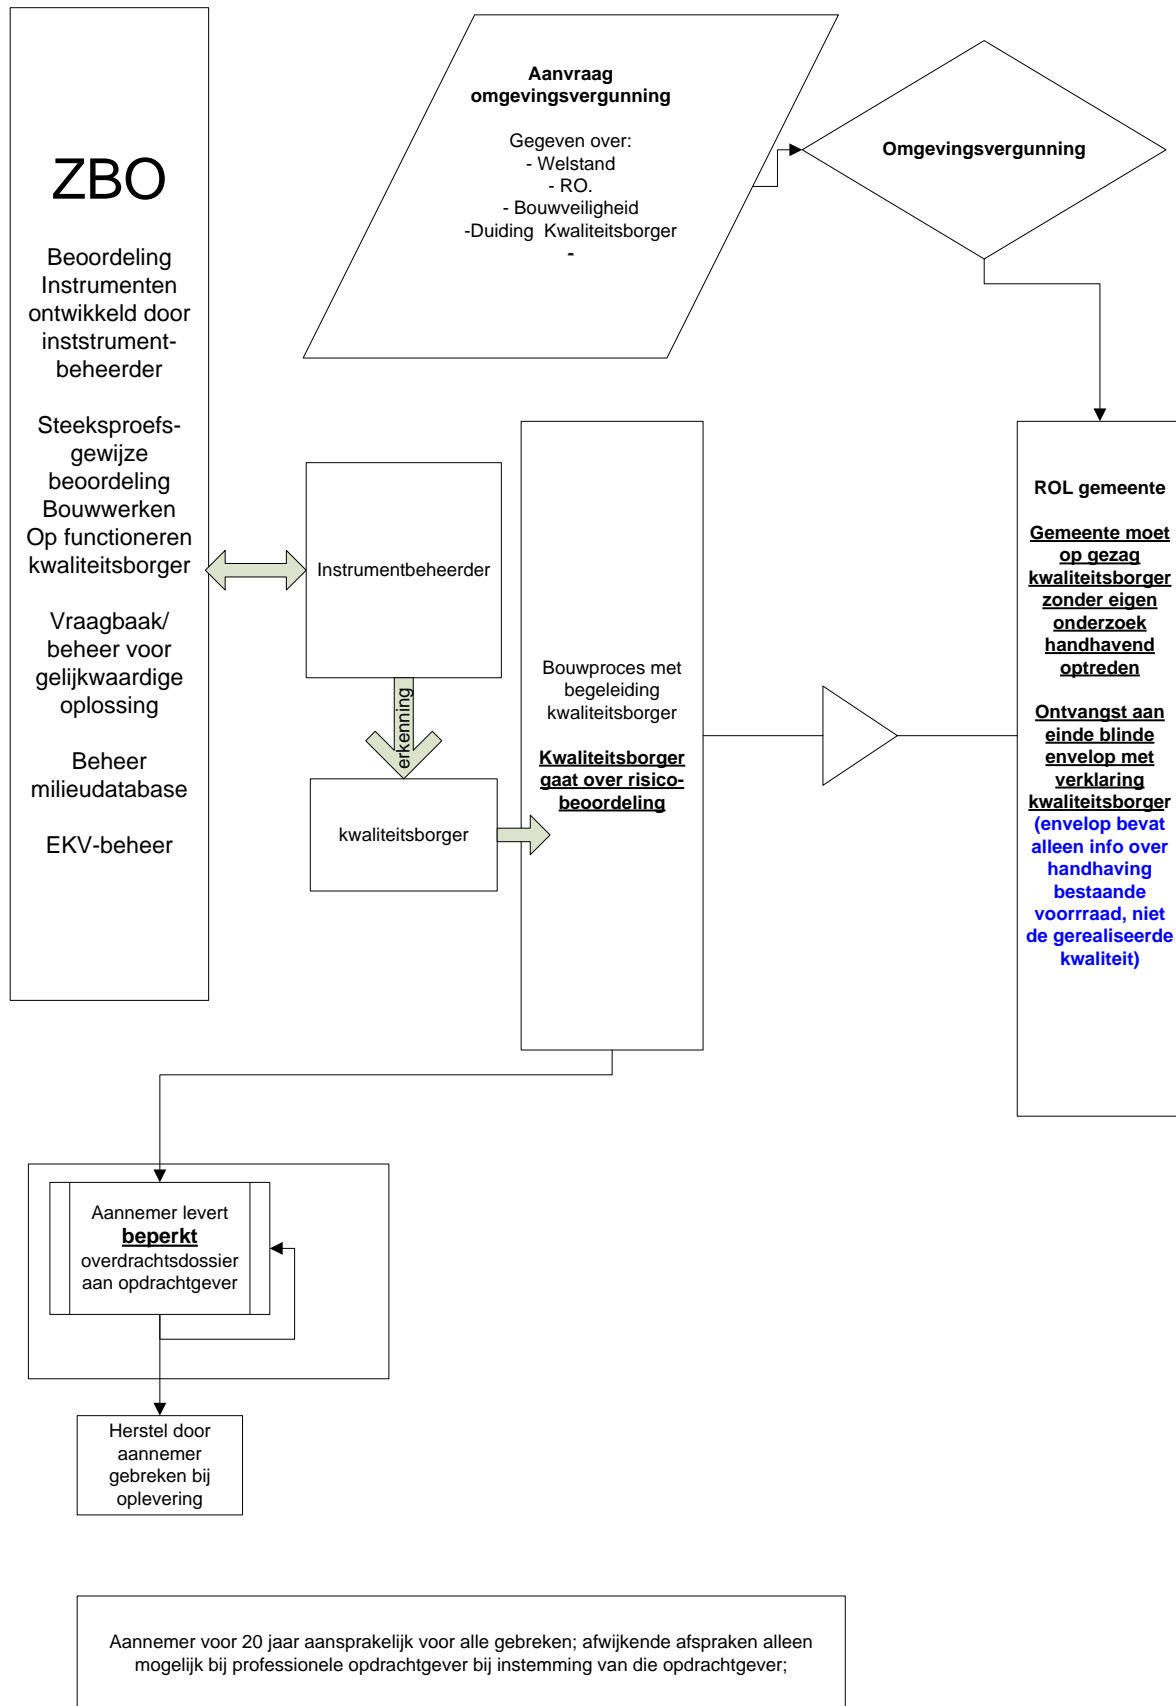 ZBO
Beoordeling
Instrumenten
ontwikkeld door
inststrument-
beheerder
Steeksproefs-
gewijze
beoordeling
Bouwwerken
Op functioneren
kwaliteitsborger
Vraagbaak/
beheer voor
gelijkwaardige
oplossing
Beheer
milieudatabase
EKV-beheer
Aanvraag
omgevingsvergunning
Gegeven over:
- Welstand
- RO.
- Bouwveiligheid
-Duiding Kwaliteitsborger
-
Omgevingsvergunning
Instrumentbeheerder
erkenning
kwaliteitsborger
Bouwproces met
begeleiding
kwaliteitsborger
Kwaliteitsborger
gaat over risico-
beoordeling
ROL gemeente
Gemeente moet
op gezag
kwaliteitsborger
zonder eigen
onderzoek
handhavend
optreden
Ontvangst aan
einde blinde
envelop met
verklaring
kwaliteitsborger
(envelop bevat
alleen info over
handhaving
bestaande
voorrraad, niet
de gerealiseerde
kwaliteit)
Aannemer levert
beperkt
overdrachtsdossier
aan opdrachtgever
Herstel door
aannemer
gebreken bij
oplevering
Aannemer voor 20 jaar aansprakelijk voor alle gebreken; afwijkende afspraken alleen
mogelijk bij professionele opdrachtgever bij instemming van die opdrachtgever;